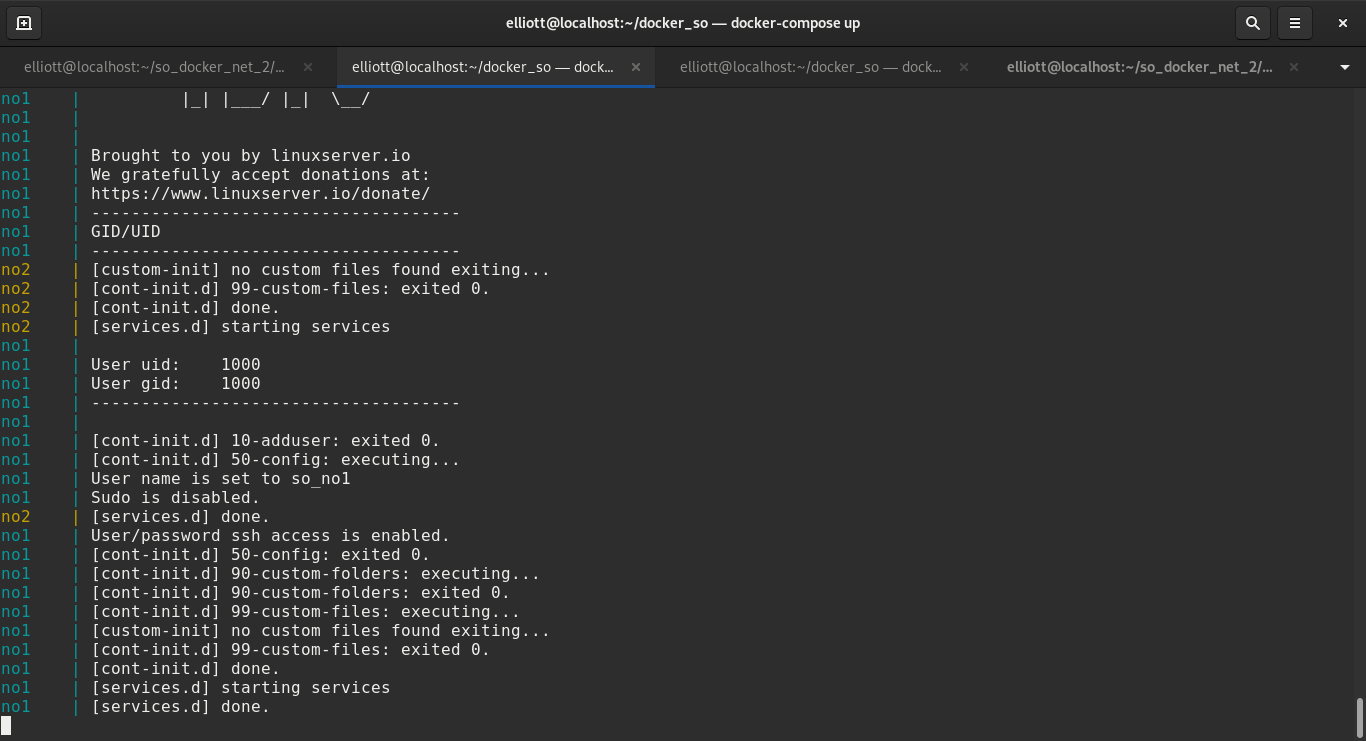 elliott@localhost:~/docker_so — docker-compose up
elliott@localhost:~/so_docker_net_2/...
elliott@localhost:~/docker_so — dock...
elliott@localhost:~/docker_so — dock...
elliott@localhost:~/so_docker_net_2/...
no1 | |_| |___/ |_| \__/
no1 |
no1 |
no1 | Brought to you by linuxserver.io
no1 | We gratefully accept donations at:
no1 | https://www.linuxserver.io/donate/
no1 | -------------------------------------
no1 | GID/UID
no1 | -------------------------------------
no2 | [custom-init] no custom files found exiting...
no2 | [cont-init.d] 99-custom-files: exited 0.
no2 | [cont-init.d] done.
no2 | [services.d] starting services
no1 |
no1 | User uid:    1000
no1 | User gid:    1000
no1 | -------------------------------------
no1 |
no1 | [cont-init.d] 10-adduser: exited 0.
no1 | [cont-init.d] 50-config: executing...
no1 | User name is set to so_no1
no1 | Sudo is disabled.
no2 | [services.d] done.
no1 | User/password ssh access is enabled.
no1 | [cont-init.d] 50-config: exited 0.
no1 | [cont-init.d] 90-custom-folders: executing...
no1 | [cont-init.d] 90-custom-folders: exited 0.
no1 | [cont-init.d] 99-custom-files: executing...
no1 | [custom-init] no custom files found exiting...
no1 | [cont-init.d] 99-custom-files: exited 0.
no1 | [cont-init.d] done.
no1 | [services.d] starting services
no1 | [services.d] done.